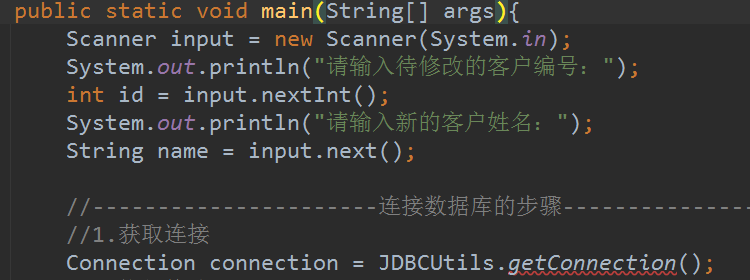 public static void main(String[] args){
Scanner input = new Scanner(System.in);
System.out.println("请输入待修改的客户编号：");
int id = input.nextInt();
System.out.println("请输入新的客户姓名：");
String name = input.next();
//------------------------连接数据库的步骤----------------
//1.获取连接
Connection connection = JDBCUtils.getConnection();